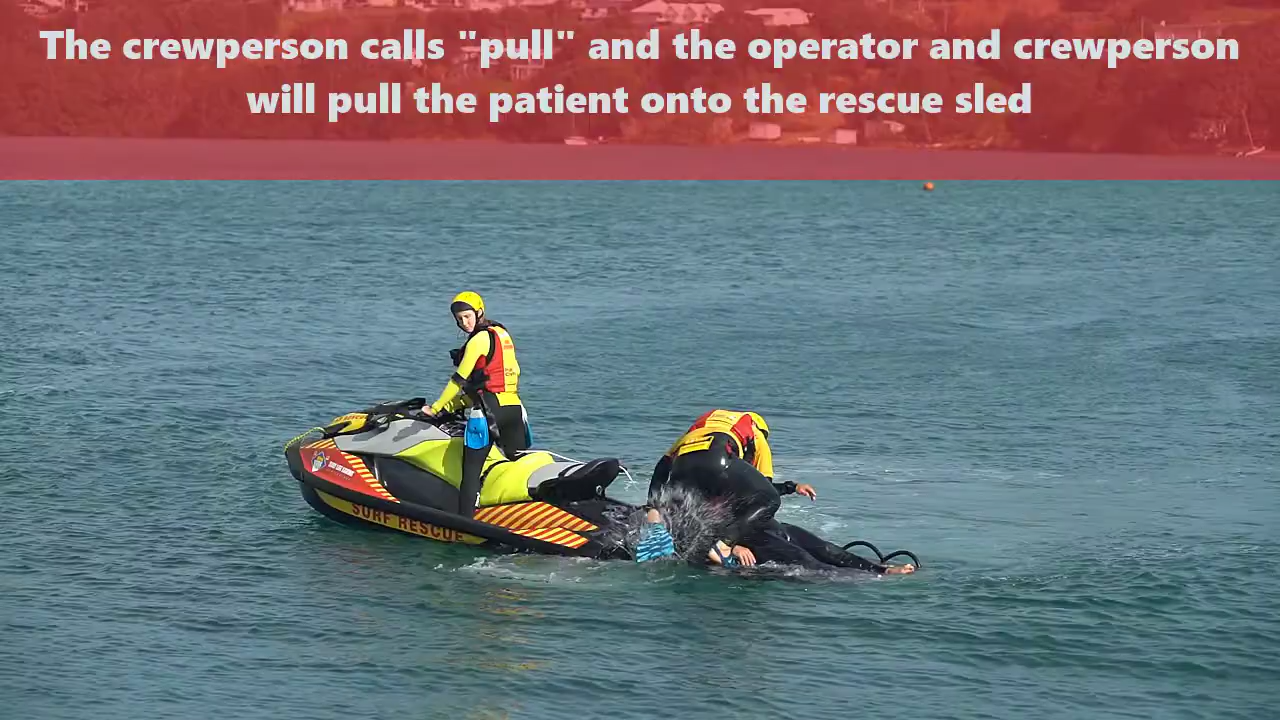 The crewperson calls "pull" and the operator and crewperson
will pull the patient onto the rescue sled
SURF RESCUE